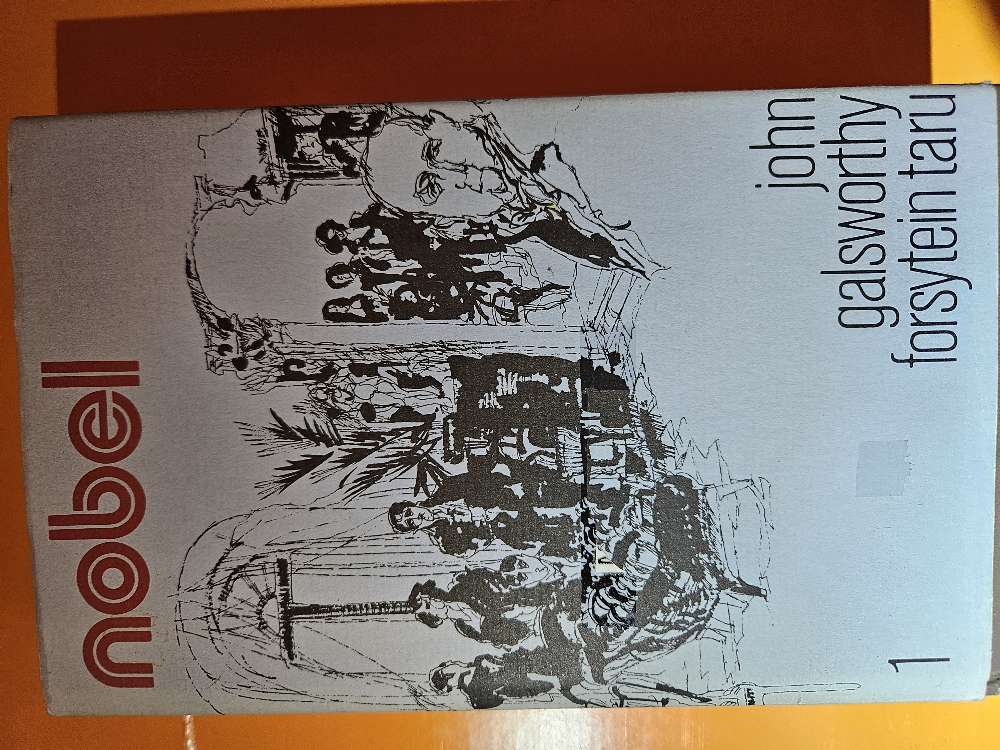 nobell
john
galsworthy
forsytein taru
1